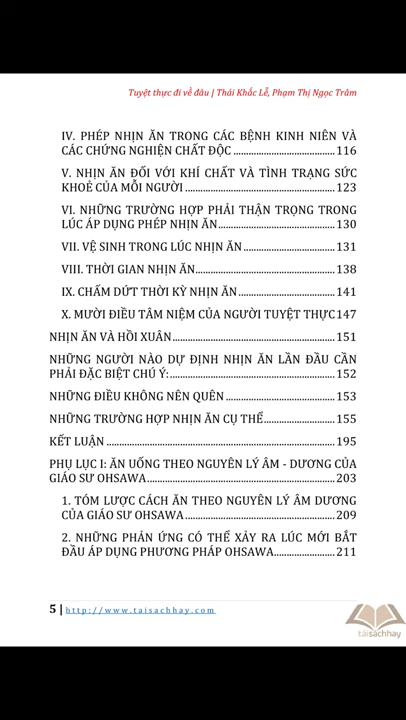 Tuyệt thực đi về đâu | Thái Khắc Lễ, Phạm Thị Ngọc Trâm
IV. PHÉP NHỊN ĂN TRONG CÁC BỆNH KINH NIÊN VÀ
CÁC CHỨNG NGHIỆN CHẤT ĐỘC ...............................116
V. NHỊN ĂN ĐỐI VỚI KHÍ CHẤT VÀ TÌNH TRẠNG SỨC
KHOẺ CỦA MỖI NGƯỜI ..........................................123
VI. NHỮNG TRƯỜNG HỢP PHẢI THẬN TRỌNG TRONG
LÚC ÁP DỤNG PHÉP NHỊN ĂN.................................130
VII. VỆ SINH TRONG LÚC NHỊN ĂN ..........................131
VIII. THỜI GIAN NHỊN ĂN.......................................138
IX. CHẤM DỨT THỜI KỲ NHỊN ĂN ...........................141
X. MƯỜI ĐIỀU TÂM NIỆM CỦA NGƯỜI TUYỆT THỰC147
NHỊN ĂN VÀ HỒI XUÂN.............................................151
NHỮNG NGƯỜI NÀO DỰ ĐỊNH NHỊN ĂN LẦN ĐẦU CẦN
PHẢI ĐẶC BIỆT CHÚ Ý:..............................................152
NHỮNG ĐIỀU KHÔNG NÊN QUÊN ...............................153
NHỮNG TRƯỜNG HỢP NHỊN ĂN CỤ THỂ....................155
KẾT LUẬN ................................................................195
PHỤ LỤC I: ĂN UỐNG THEO NGUYÊN LÝ ÂM - DƯƠNG CỦA
GIÁO SƯ OHSAWA.....................................................203
1. TÓM LƯỢC CÁCH ĂN THEO NGUYÊN LÝ ÂM DƯƠNG
CỦA GIÁO SƯ OHSAWA..........................................209
2. NHỮNG PHẢN ỨNG CÓ THỂ XẢY RA LÚC MỚI BẮT
ĐẦU ÁP DỤNG PHƯƠNG PHÁP OHSAWA.................211
5 | http://www.taisachhay.com
taisachhay